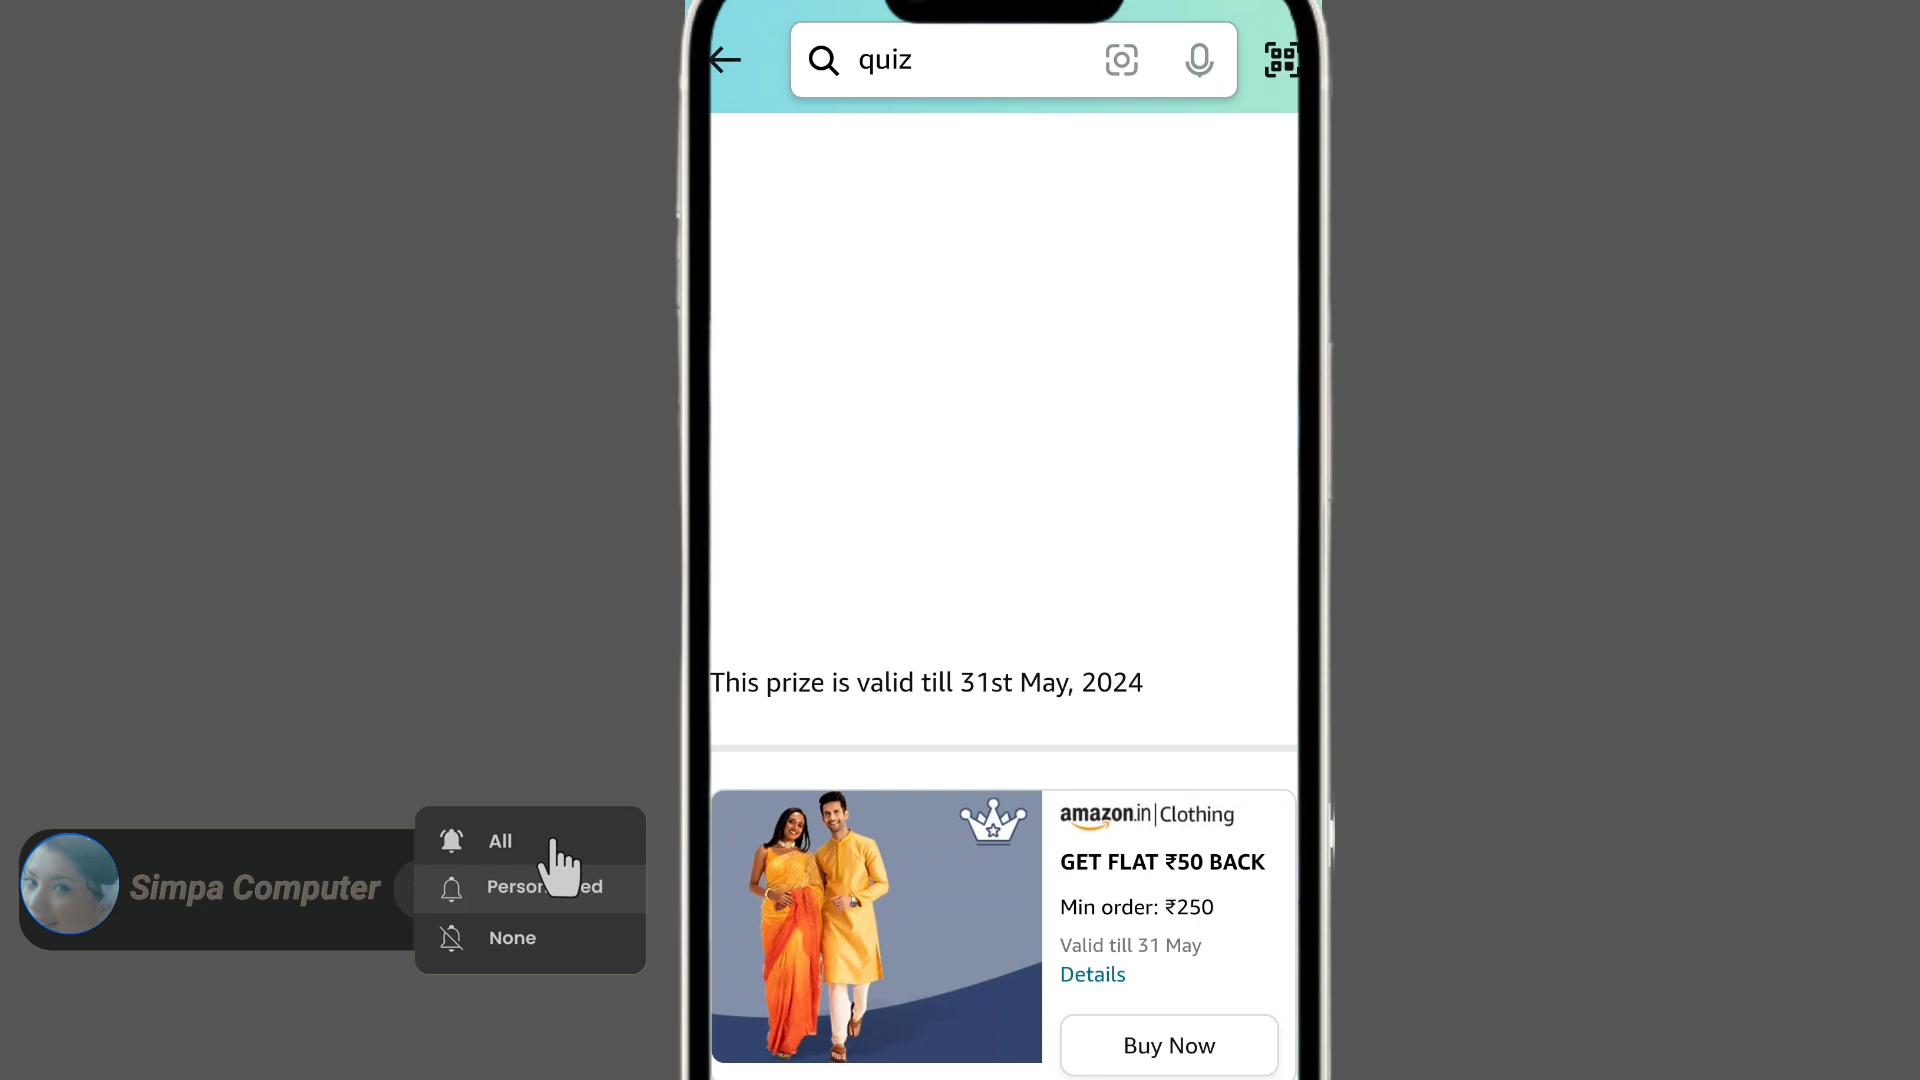 quiz
This prize is valid till 31st May, 2024
amazon.in | Clothing
GET FLAT ₹50 BACK
Min order: ₹250
Valid till 31 May
Details
Buy Now
Simpa Computer
All
None